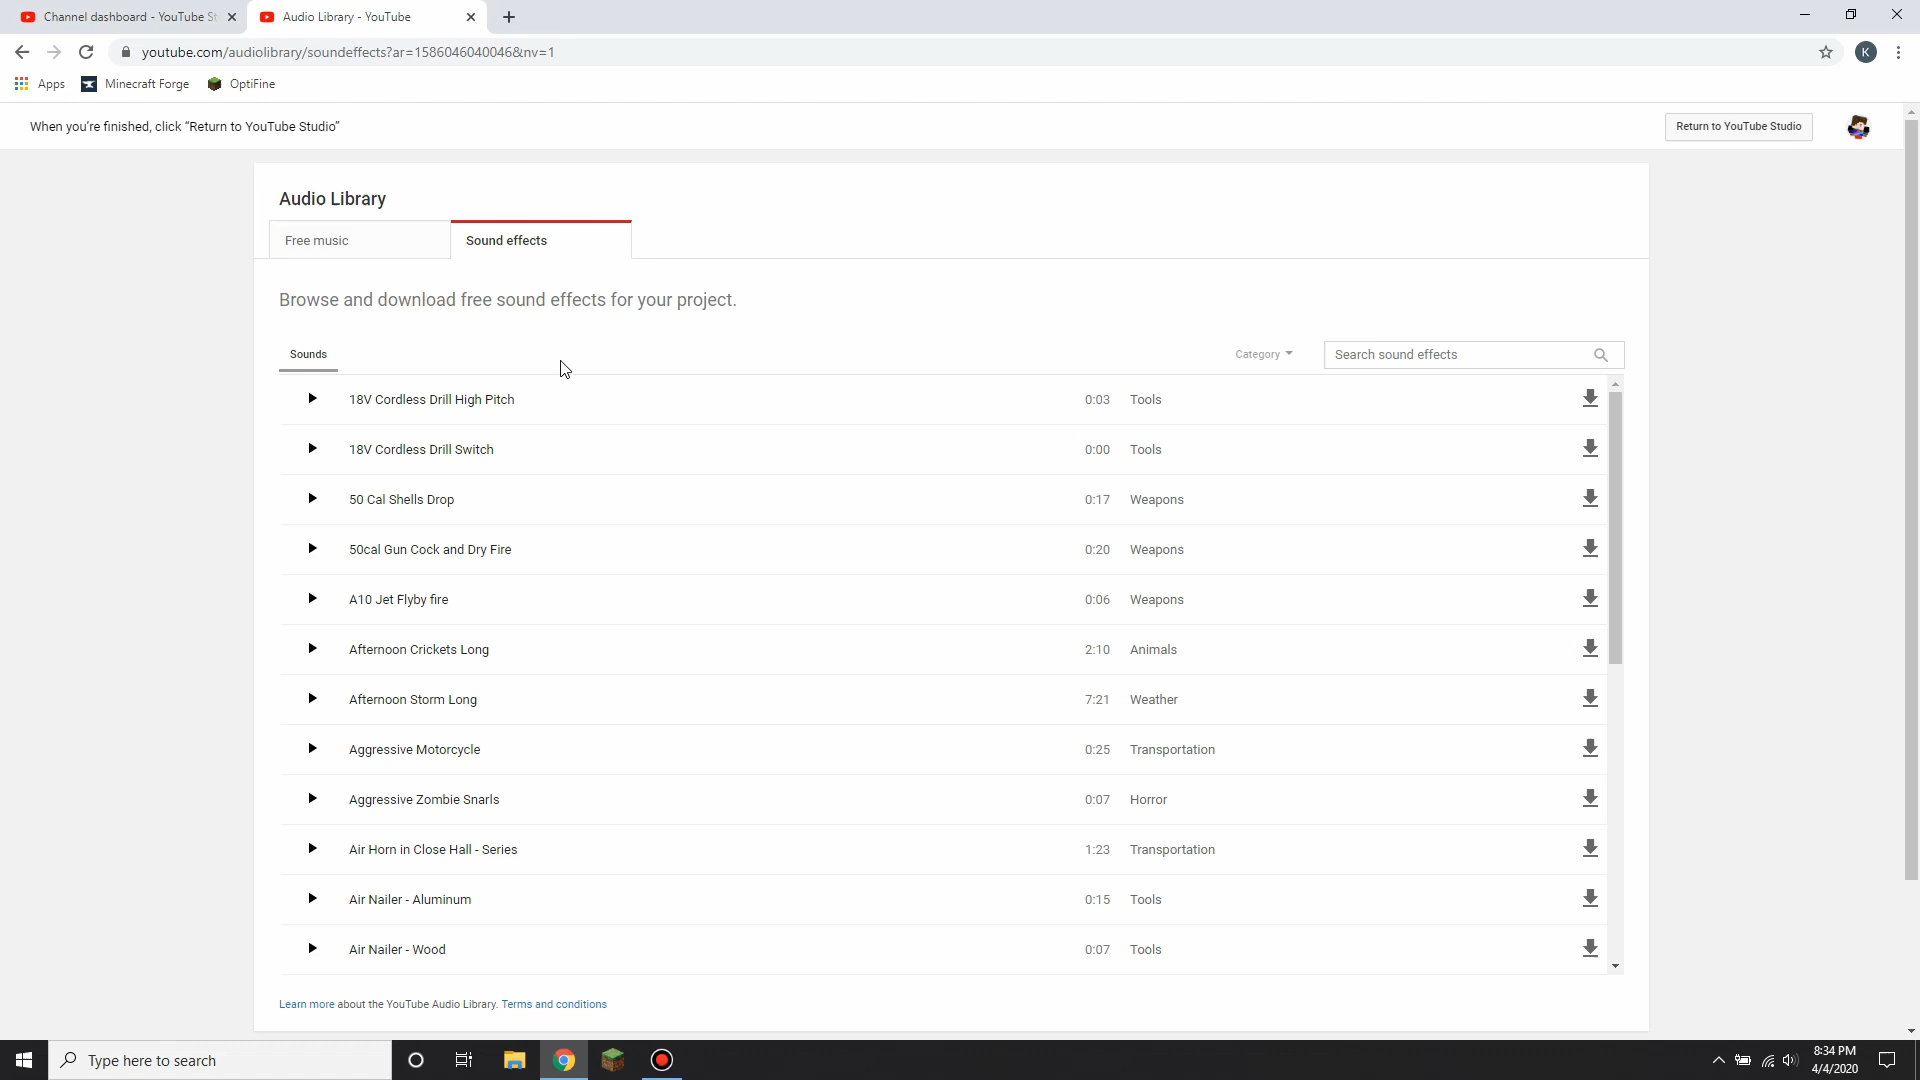 Channel dashboard - YouTube St
Audio Library - YouTube
youtube.com/audiolibrary/soundeffects?ar=1586046040046&nv=1
K
Apps
Minecraft Forge
OptiFine
When you're finished, click “Return to YouTube Studio”
Return to YouTube Studio
Audio Library
Free music
Sound effects
Browse and download free sound effects for your project.
Sounds
Category
Search sound effects
18V Cordless Drill High Pitch 0:03 Tools
18V Cordless Drill Switch 0:00 Tools
50 Cal Shells Drop 0:17 Weapons
50cal Gun Cock and Dry Fire 0:20 Weapons
A10 Jet Flyby fire 0:06 Weapons
Afternoon Crickets Long 2:10 Animals
Afternoon Storm Long 7:21 Weather
Aggressive Motorcycle 0:25 Transportation
Aggressive Zombie Snarls 0:07 Horror
Air Horn in Close Hall - Series 1:23 Transportation
Air Nailer - Aluminum 0:15 Tools
Air Nailer - Wood 0:07 Tools
Learn more about the YouTube Audio Library. Terms and conditions
Type here to search
8:34 PM
4/4/2020